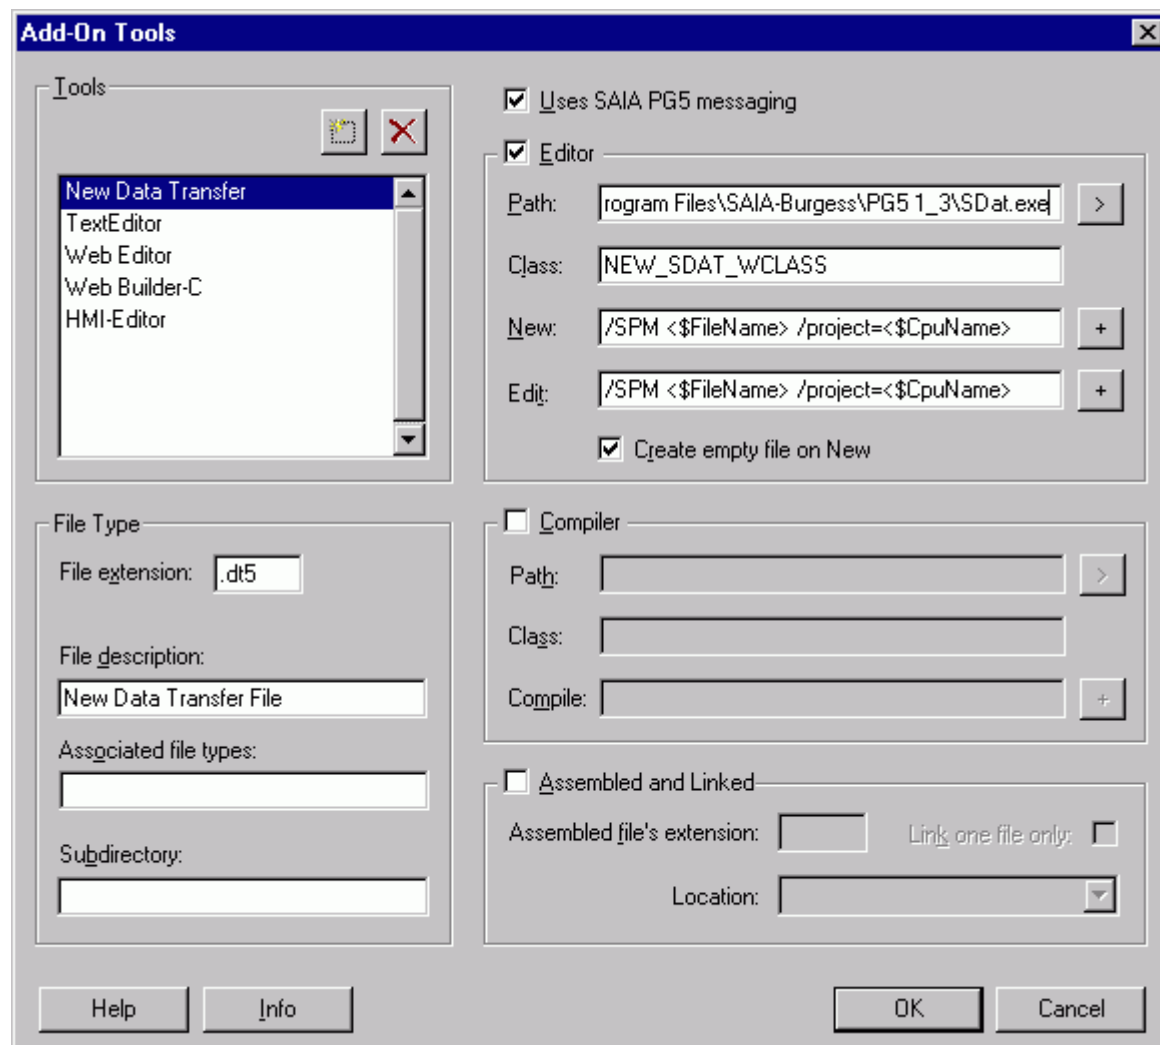 Add-On Tools
Tools
New Data Transfer
TextEditor
Web Editor
Web Builder-C
HMI-Editor
File Type
File extension: .dt5
File description:
New Data Transfer File
Associated file types:
Subdirectory:
Uses SAIA PG5 messaging
Editor
Path: rogram Files\SAIA-Burgess\PG5 1_3\SDat.exe >
Class: NEW_SDAT_WCLASS
New: /SPM <$FileName> /project=<$CpuName> +
Edit: /SPM <$FileName> /project=<$CpuName> +
Create empty file on New
Compiler
Path: >
Class:
Compile: +
Assembled and Linked
Assembled file's extension: Link one file only:
Location:
Help Info OK Cancel